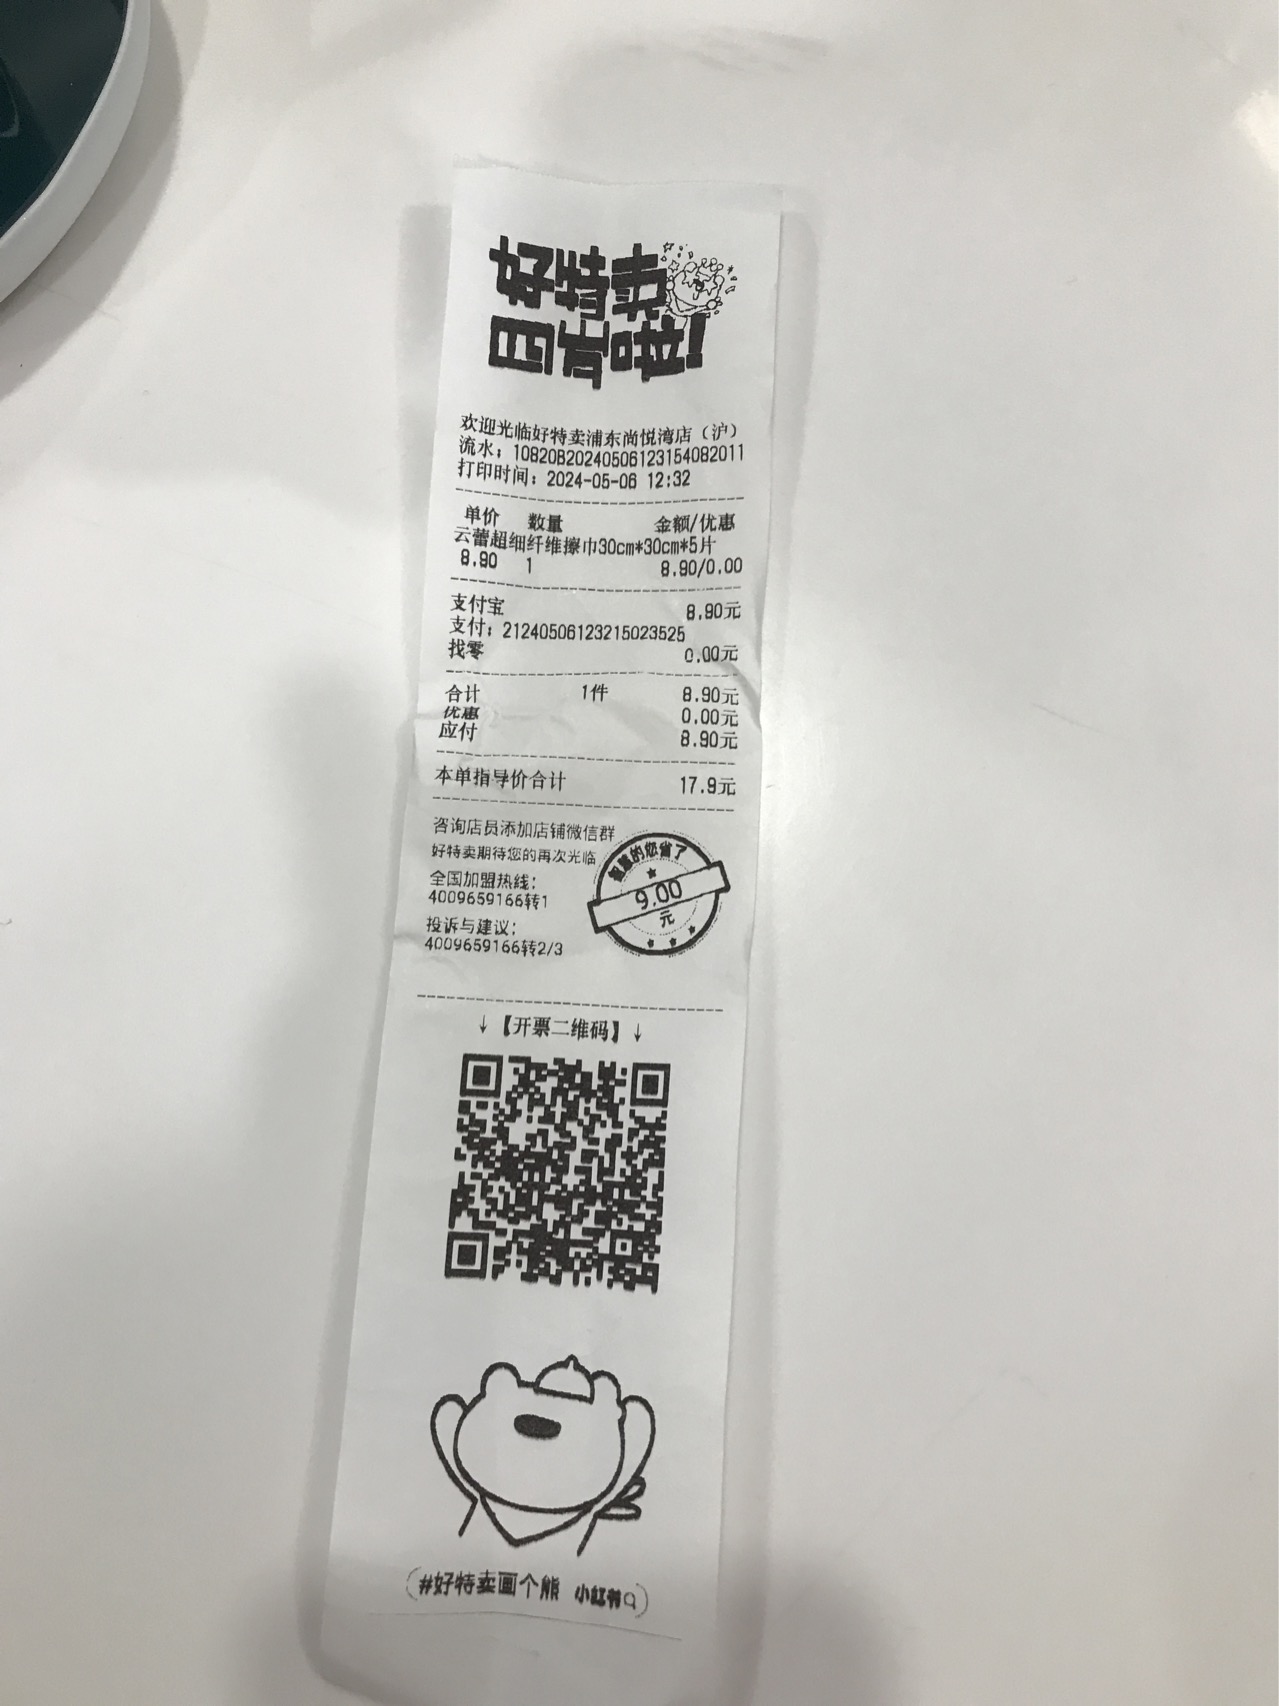 好特卖
目标咩!
欢迎光临好特卖浦东尚悦湾店（沪）
流水：10820B20240506123154082011
打印时间：2024-05-06 12:32
单价 数量 金额/优惠
云蕾超细纤维擦巾30cm*30cm*5片
8.90 1 8.90/0.00
支付宝 8.90元
支付：21240506123215023525
找零 0.00元
合计 1件 8.90元
优惠 0.00元
应付 8.90元
本单指导价合计 17.9元
咨询店员添加店铺微信群
好特卖期待您的再次光临
全国加盟热线：
4009659166转1
投诉与建议：
4009659166转2/3
智慧的您省了
9.00
元
↓【开票二维码】↓
#好特卖画个熊 小红书